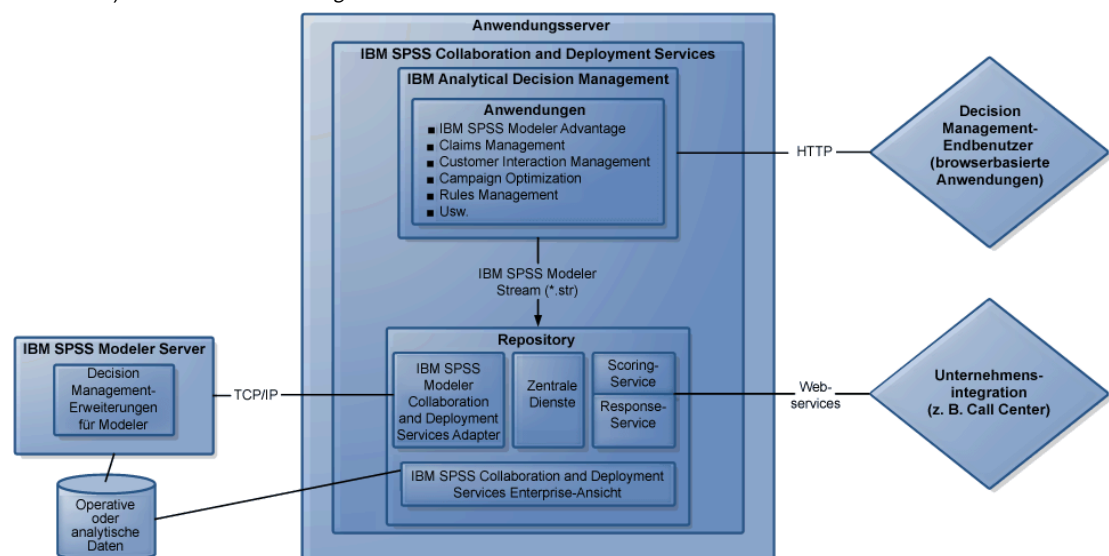 Anwendungsserver
IBM SPSS Collaboration and Deployment Services
IBM Analytical Decision Management
Anwendungen
■ IBM SPSS Modeler Advantage
■ Claims Management
■ Customer Interaction Management
■ Campaign Optimization
■ Rules Management
■ Usw.
HTTP
Decision
Management-
Endbenutzer
(browserbasierte
Anwendungen)
IBM SPSS Modeler
Stream (*.str)
Repository
IBM SPSS
Modeler
Collaboration
and Deployment
Services Adapter
Zentrale
Dienste
Scoring-
Service
Response-
Service
IBM SPSS Collaboration and Deployment
Services Enterprise-Ansicht
IBM SPSS Modeler Server
Decision
Management-
Erweiterungen
für Modeler
TCP/IP
Operative
oder
analytische
Daten
Web-
services
Unternehmens-
integration
(z. B. Call Center)